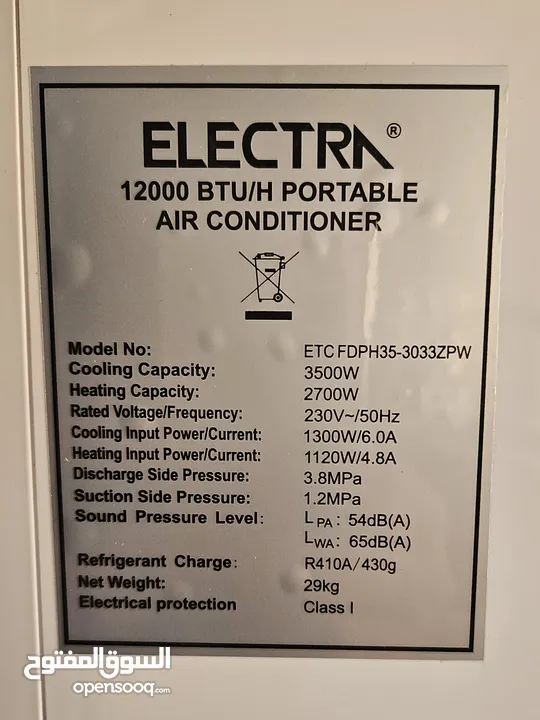 ELECTRA®
12000 BTU/H PORTABLE
AIR CONDITIONER
Model No: ETC FDPH35-3033ZPW
Cooling Capacity: 3500W
Heating Capacity: 2700W
Rated Voltage/Frequency: 230V~/50Hz
Cooling Input Power/Current: 1300W/6.0A
Heating Input Power/Current: 1120W/4.8A
Discharge Side Pressure: 3.8MPa
Suction Side Pressure: 1.2MPa
Sound Pressure Level: LPA: 54dB(A)
LWA: 65dB(A)
Refrigerant Charge: R410A/430g
Net Weight: 29kg
Electrical protection Class I
السوق المفتوح
opensooq.com